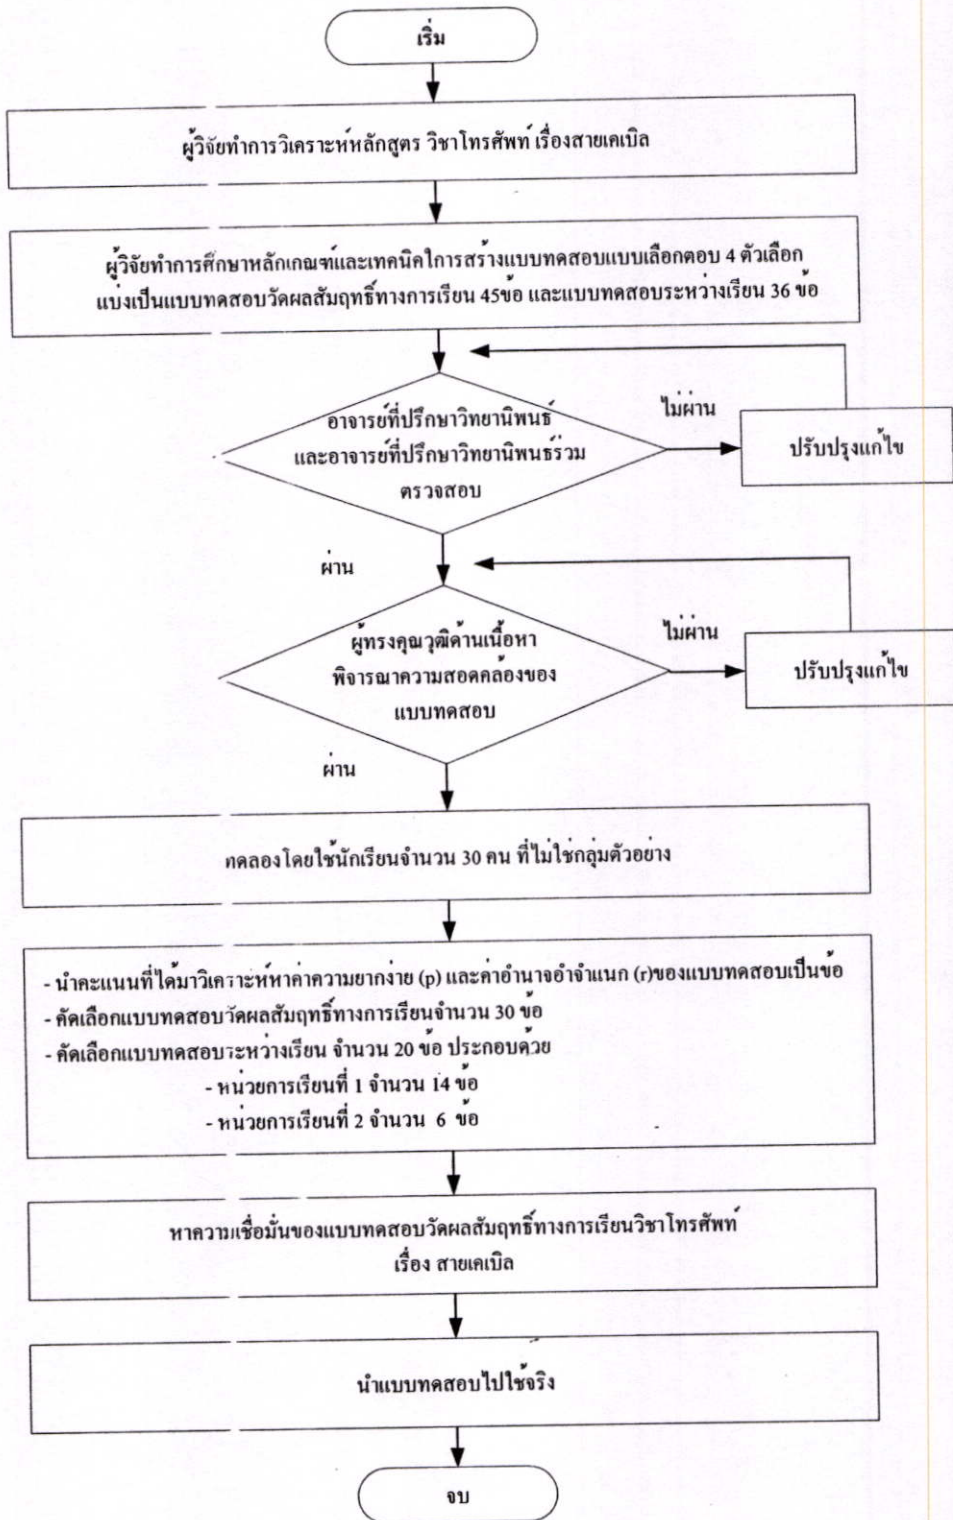 เริ่ม
ผู้วิจัยทำการวิเคราะห์หลักสูตร วิชาโทรศัพท์ เรื่องสายเคเบิล
ผู้วิจัยทำการศึกษาหลักเกณฑ์และเทคนิคในการสร้างแบบทดสอบแบบเลือกตอบ 4 ตัวเลือก
แบ่งเป็นแบบทดสอบวัดผลสัมฤทธิ์ทางการเรียน 45ข้อ และแบบทดสอบระหว่างเรียน 36 ข้อ
อาจารย์ที่ปรึกษาวิทยานิพนธ์
และอาจารย์ที่ปรึกษาวิทยานิพนธ์ร่วม
ตรวจสอบ
ไม่ผ่าน
ปรับปรุงแก้ไข
ผ่าน
ผู้ทรงคุณวุฒิด้านเนื้อหา
พิจารณาความสอดคล้องของ
แบบทดสอบ
ไม่ผ่าน
ปรับปรุงแก้ไข
ผ่าน
ทดลองโดยใช้นักเรียนจำนวน 30 คน ที่ไม่ใช่กลุ่มตัวอย่าง
- นำคะแนนที่ได้มาวิเคราะห์หาค่าความยากง่าย (p) และค่าอำนาจอำจำแนก (r)ของแบบทดสอบเป็นข้อ
- คัดเลือกแบบทดสอบวัดผลสัมฤทธิ์ทางการเรียนจำนวน 30 ข้อ
- คัดเลือกแบบทดสอบระหว่างเรียน จำนวน 20 ข้อ ประกอบด้วย
- หน่วยการเรียนที่ 1 จำนวน 14 ข้อ
- หน่วยการเรียนที่ 2 จำนวน 6 ข้อ
หาความเชื่อมั่นของแบบทดสอบวัดผลสัมฤทธิ์ทางการเรียนวิชาโทรศัพท์
เรื่อง สายเคเบิล
นำแบบทดสอบไปใช้จริง
จบ